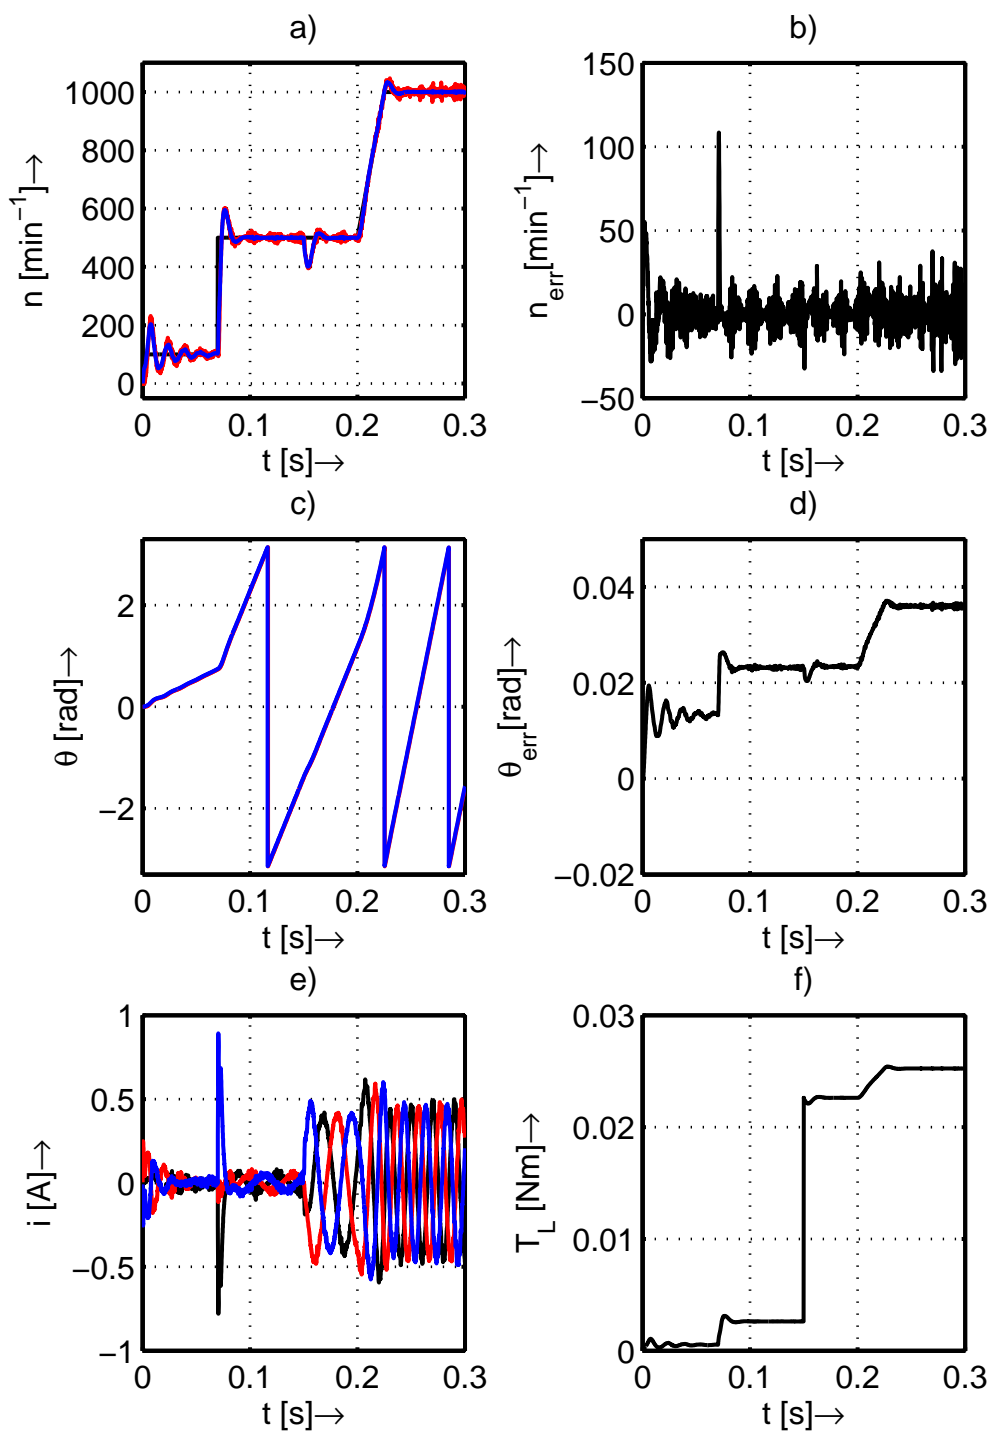 a)
n [min−1]→
1000
800
600
400
200
0
0 0.1 0.2 0.3
t [s]→
b)
nerr[min−1]→
150
100
50
0
−50
0 0.1 0.2 0.3
t [s]→
c)
θ [rad]→
2
0
−2
0 0.1 0.2 0.3
t [s]→
d)
θerr[rad]→
0.04
0.02
0
−0.02
0 0.1 0.2 0.3
t [s]→
e)
i [A]→
1
0.5
0
−0.5
−1
0 0.1 0.2 0.3
t [s]→
f)
TL [Nm]→
0.03
0.02
0.01
0
0 0.1 0.2 0.3
t [s]→